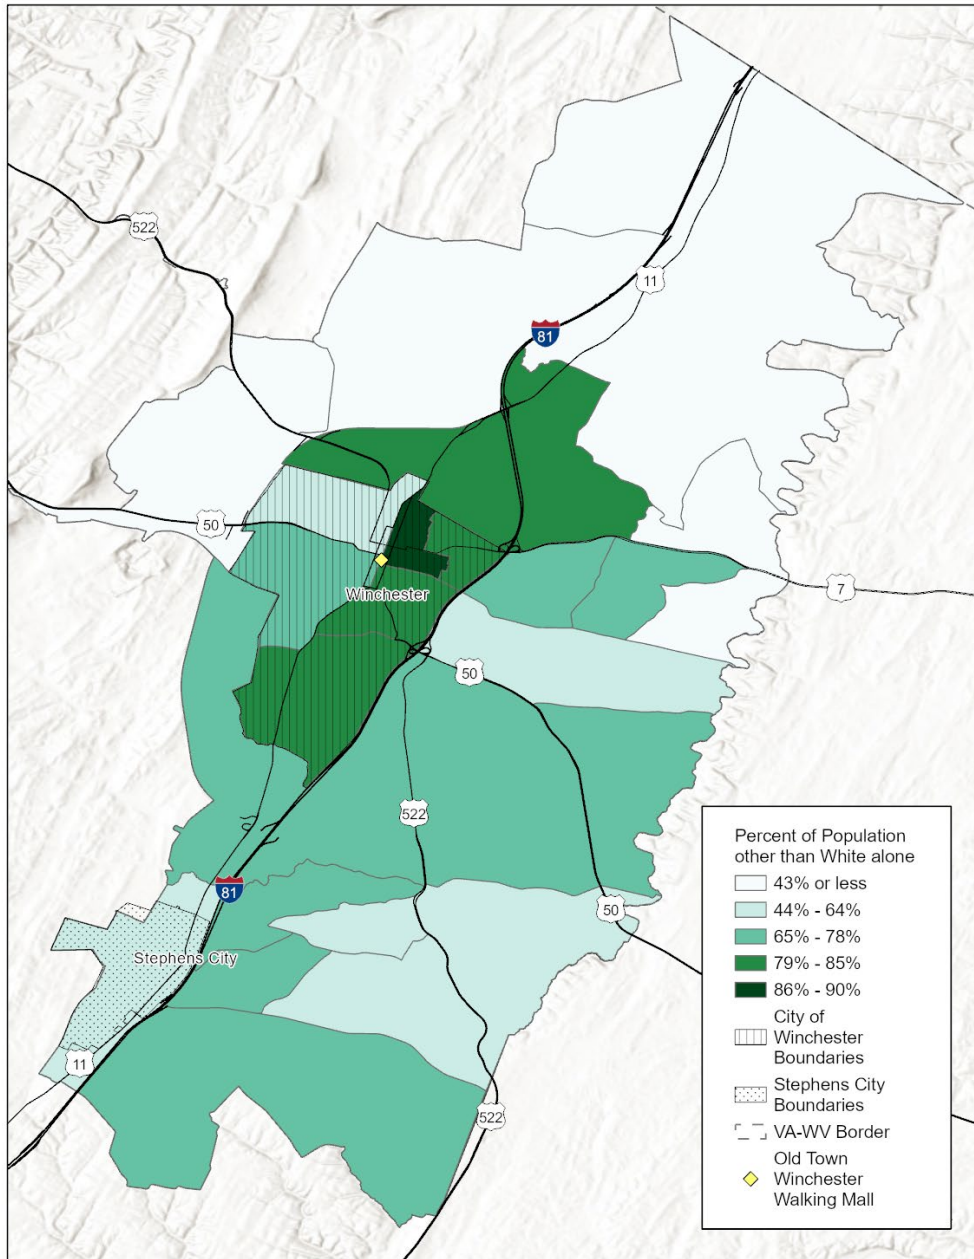 522
11
81
50
7
Winchester
50
522
81
50
Stephens City
11
522
Percent of Population
other than White alone
43% or less
44% - 64%
65% - 78%
79% - 85%
86% - 90%
City of
Winchester
Boundaries
Stephens City
Boundaries
VA-WV Border
Old Town
Winchester
Walking Mall